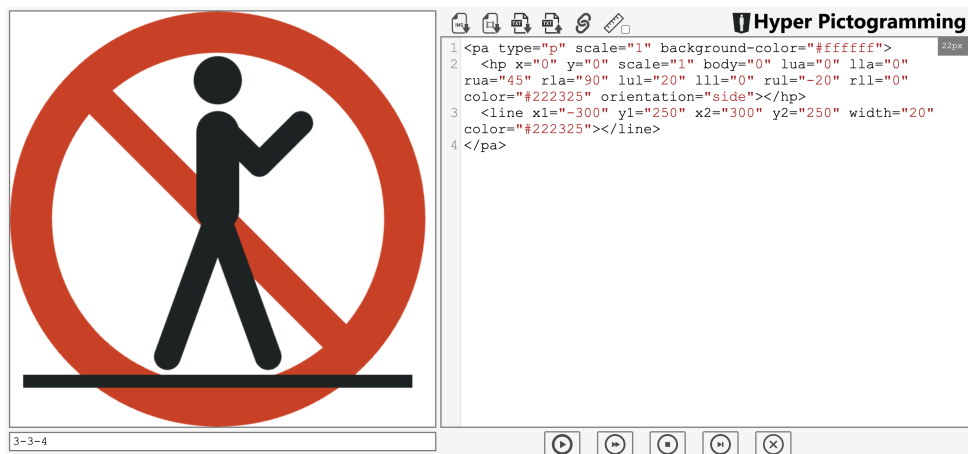 IMG
TXT
TXT
Hyper Pictogramming
22px
1 <pa type="p" scale="1" background-color="#ffffff">
2   <hp x="0" y="0" scale="1" body="0" lua="0" lla="0"
rua="45" rla="90" lul="20" lll="0" rul="-20" rll="0"
color="#222325" orientation="side"></hp>
3   <line x1="-300" y1="250" x2="300" y2="250" width="20"
color="#222325"></line>
4 </pa>
3-3-4